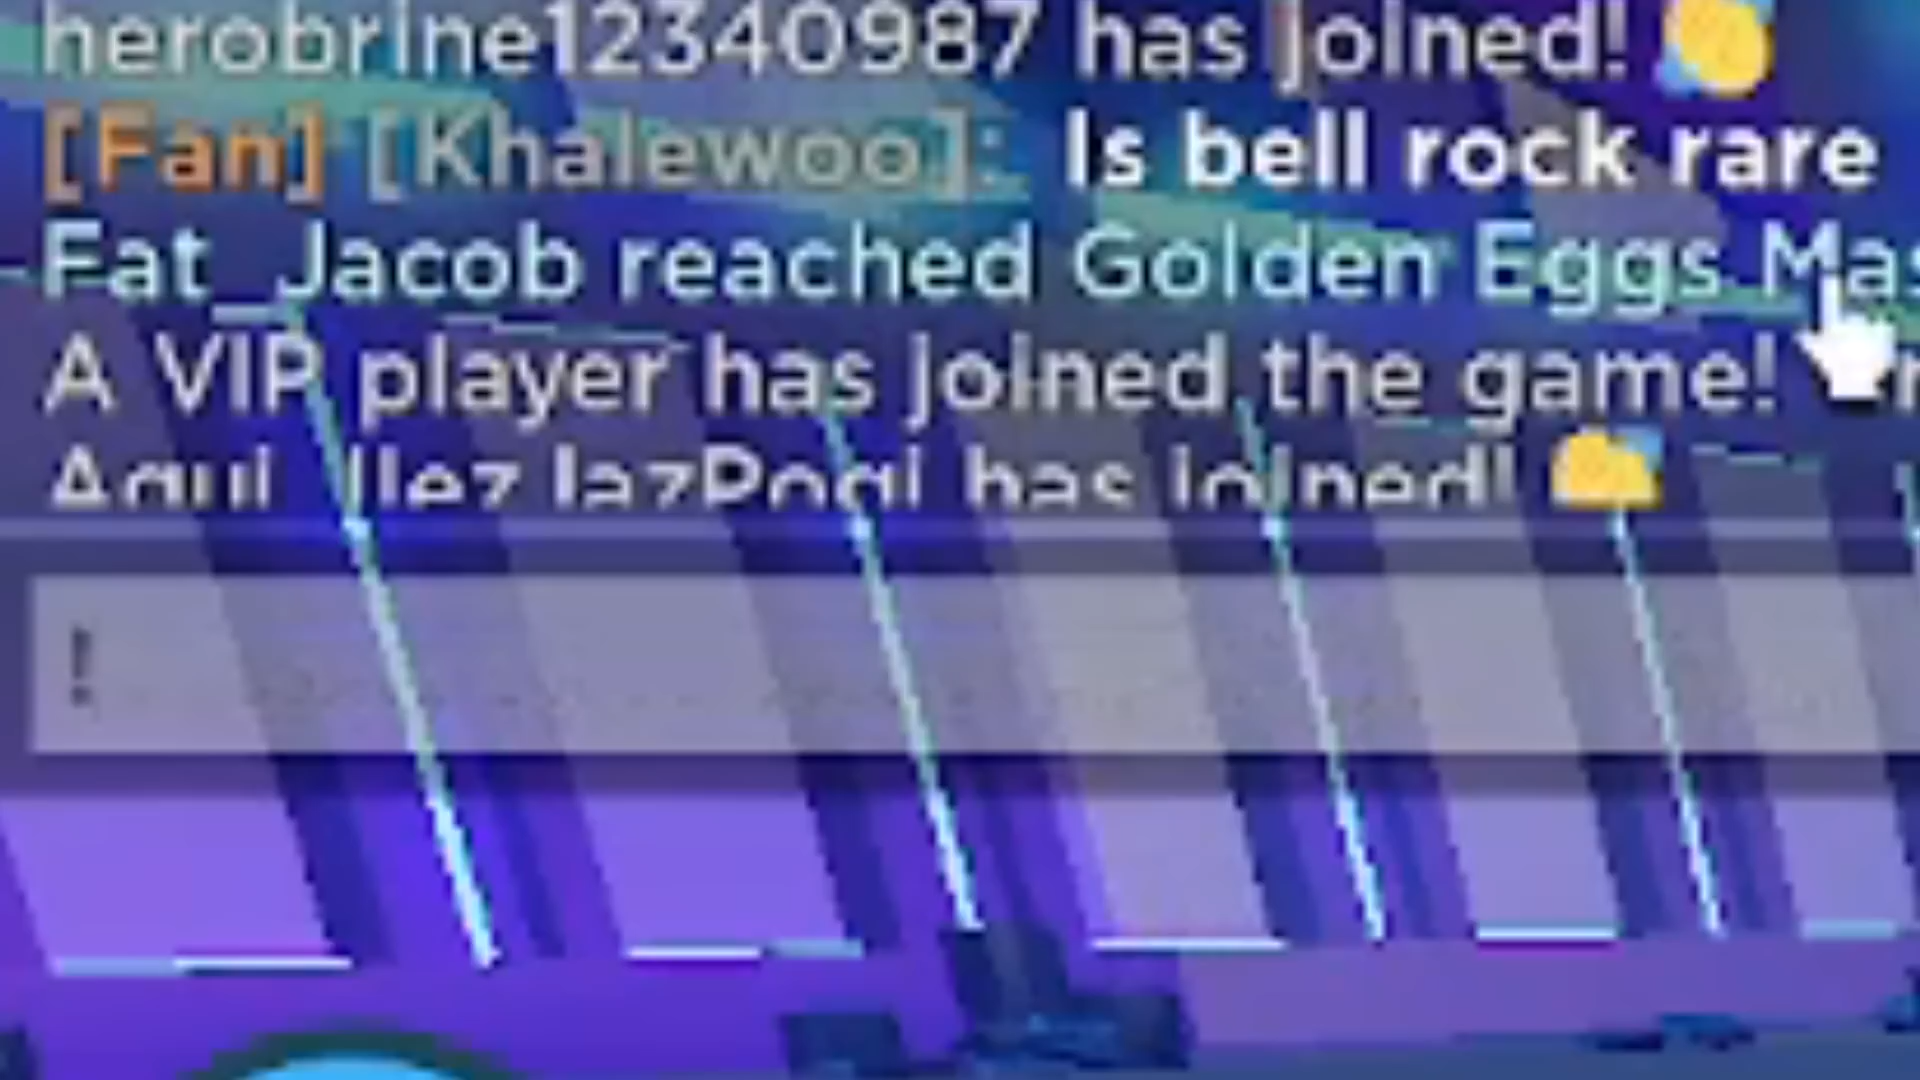 herobrine12340987 has joined! 👏
[Fan] [Khalewoo]: Is bell rock rare
Fat_Jacob reached Golden Eggs Mas
A VIP player has joined the game!
has joined!